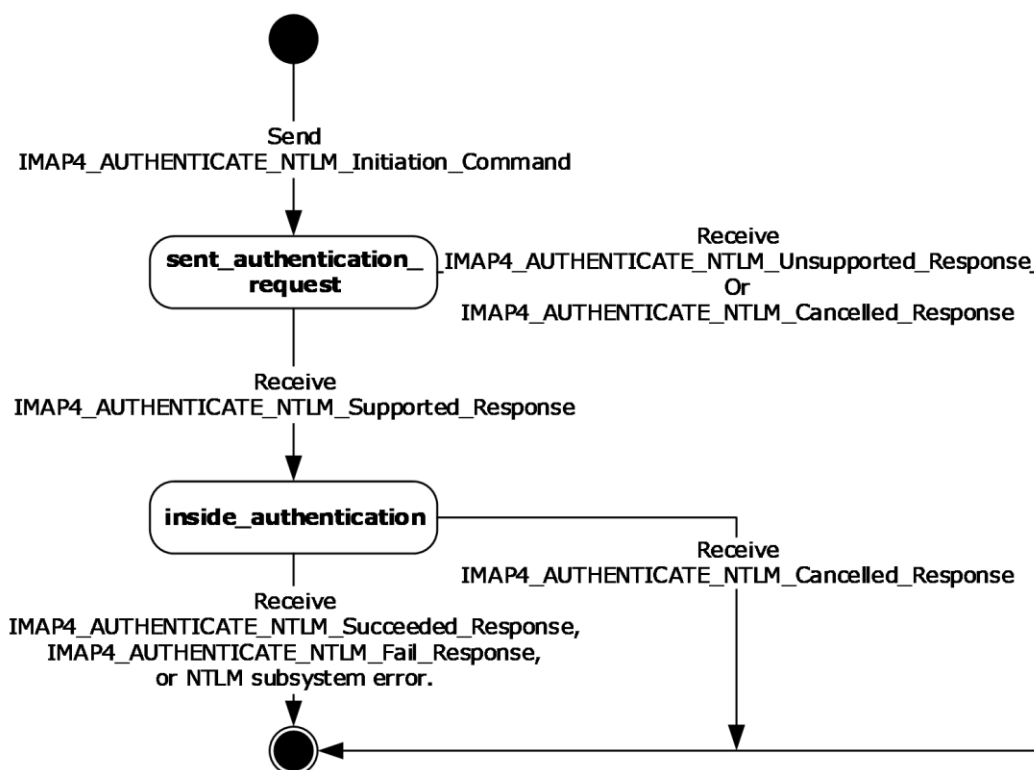 Send
IMAP4_AUTHENTICATE_NTLM_Initiation_Command
sent_authentication_
request
Receive
IMAP4_AUTHENTICATE_NTLM_Unsupported_Response
Or
IMAP4_AUTHENTICATE_NTLM_Cancelled_Response
Receive
IMAP4_AUTHENTICATE_NTLM_Supported_Response
inside_authentication
Receive
IMAP4_AUTHENTICATE_NTLM_Cancelled_Response
Receive
IMAP4_AUTHENTICATE_NTLM_Succeeded_Response,
IMAP4_AUTHENTICATE_NTLM_Fail_Response,
or NTLM subsystem error.